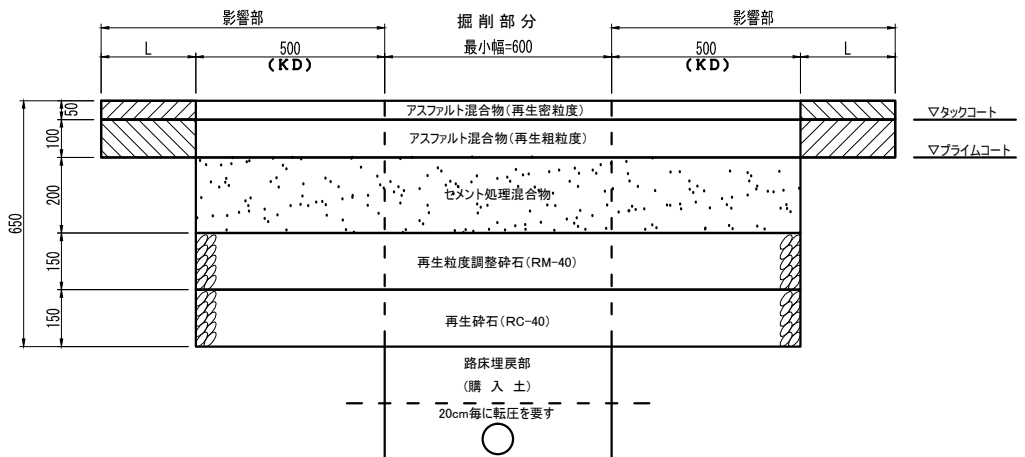 影響部
掘削部分
影響部
L
500
(KD)
最小幅=600
500
(KD)
L
50
アスファルト混合物(再生密粒度)
▽タックコート
100
アスファルト混合物(再生粗粒度)
▽プライムコート
650
200
セメント処理混合物
150
再生粒度調整砕石(RM-40)
150
再生砕石(RC-40)
路床埋戻部
(購 入 土)
20cm毎に転圧を要す